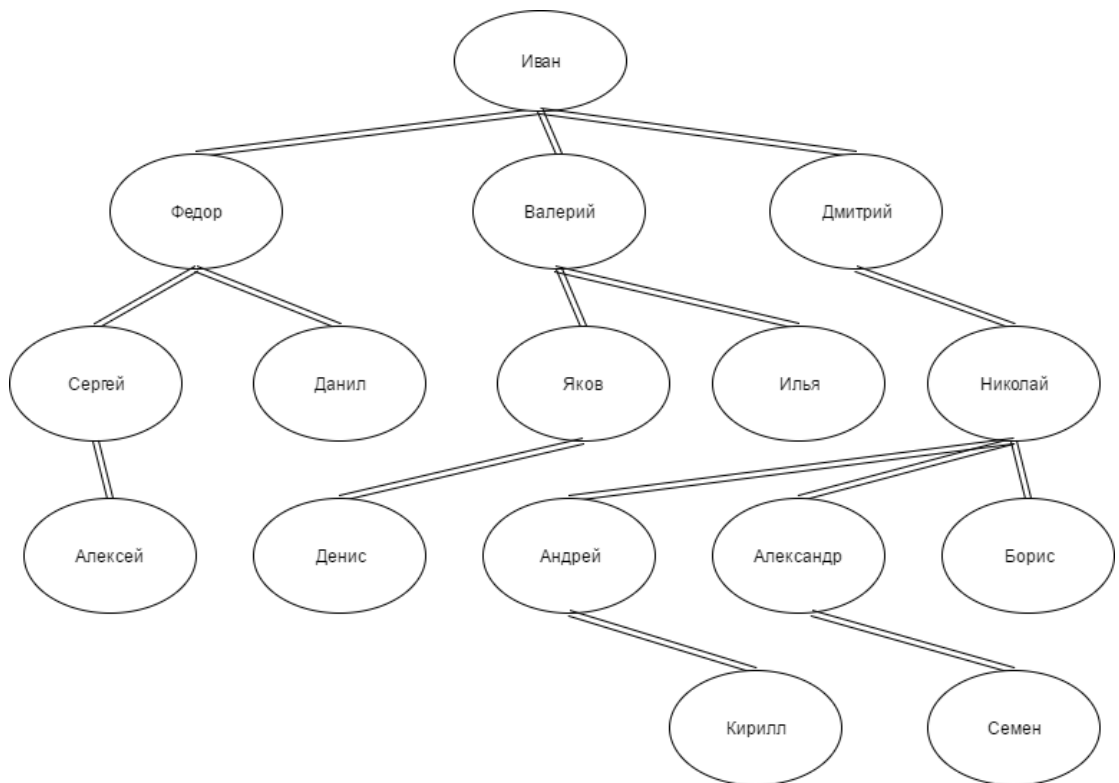 Иван
Федор
Валерий
Дмитрий
Сергей
Данил
Яков
Илья
Николай
Алексей
Денис
Андрей
Александр
Борис
Кирилл
Семен